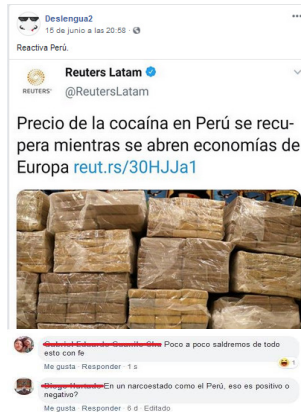 Deslengua2
15 de junio a las 20:58 ·
Reactiva Perú.
Reuters Latam
REUTERS
@ReutersLatam
Precio de la cocaína en Perú se recu-
pera mientras se abren economías de
Europa reut.rs/30HJJa1
Poco a poco saldremos de todo
esto con fe
Me gusta · Responder · 1 s
1
En un narcoestado como el Perú, eso es positivo o
negativo?
Me gusta · Responder · 6 d · Editado